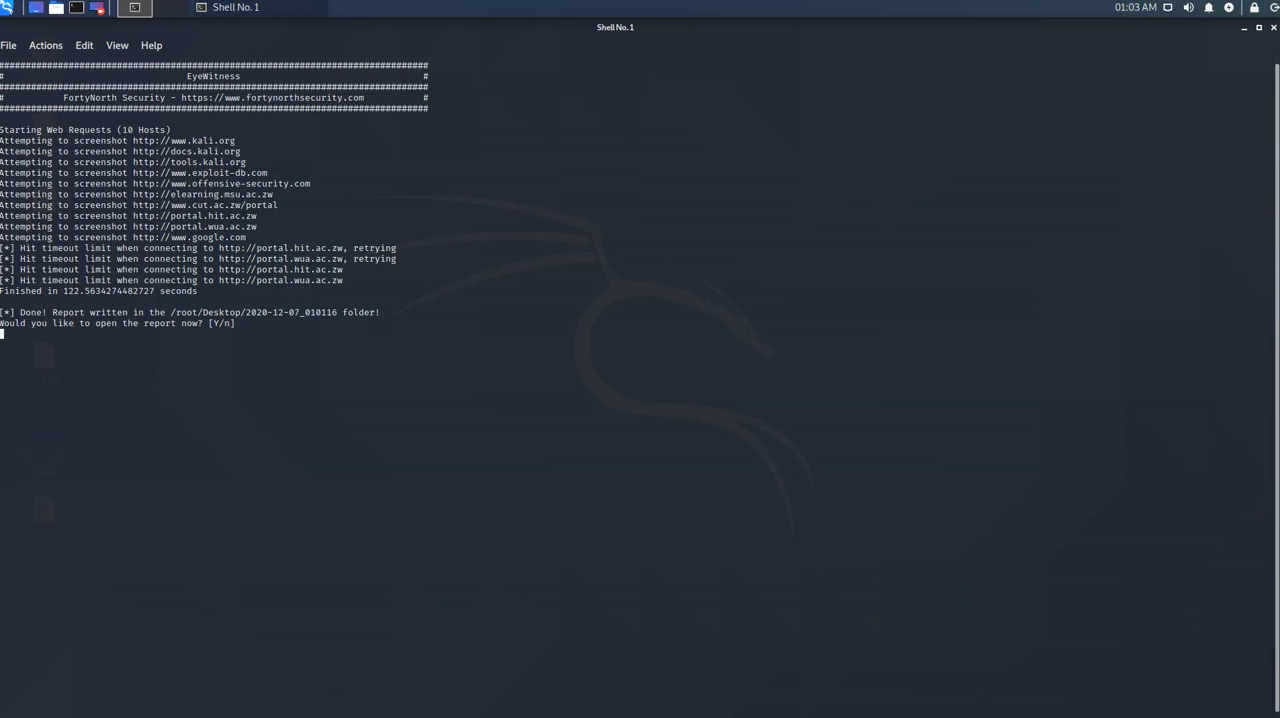 Shell No. 1
01:03 AM
Shell No. 1
File Actions Edit View Help
################################################################################
# EyeWitness #
################################################################################
# FortyNorth Security - https://www.fortynorthsecurity.com #
################################################################################
Starting Web Requests (10 Hosts)
Attempting to screenshot http://www.kali.org
Attempting to screenshot http://docs.kali.org
Attempting to screenshot http://tools.kali.org
Attempting to screenshot http://www.exploit-db.com
Attempting to screenshot http://www.offensive-security.com
Attempting to screenshot http://elearning.msu.ac.zw
Attempting to screenshot http://www.cut.ac.zw/portal
Attempting to screenshot http://portal.hit.ac.zw
Attempting to screenshot http://portal.wua.ac.zw
Attempting to screenshot http://www.google.com
[*] Hit timeout limit when connecting to http://portal.hit.ac.zw, retrying
[*] Hit timeout limit when connecting to http://portal.wua.ac.zw, retrying
[*] Hit timeout limit when connecting to http://portal.hit.ac.zw
[*] Hit timeout limit when connecting to http://portal.wua.ac.zw
Finished in 122.5634274482727 seconds
[*] Done! Report written in the /root/Desktop/2020-12-07_010116 folder!
Would you like to open the report now? [Y/n]